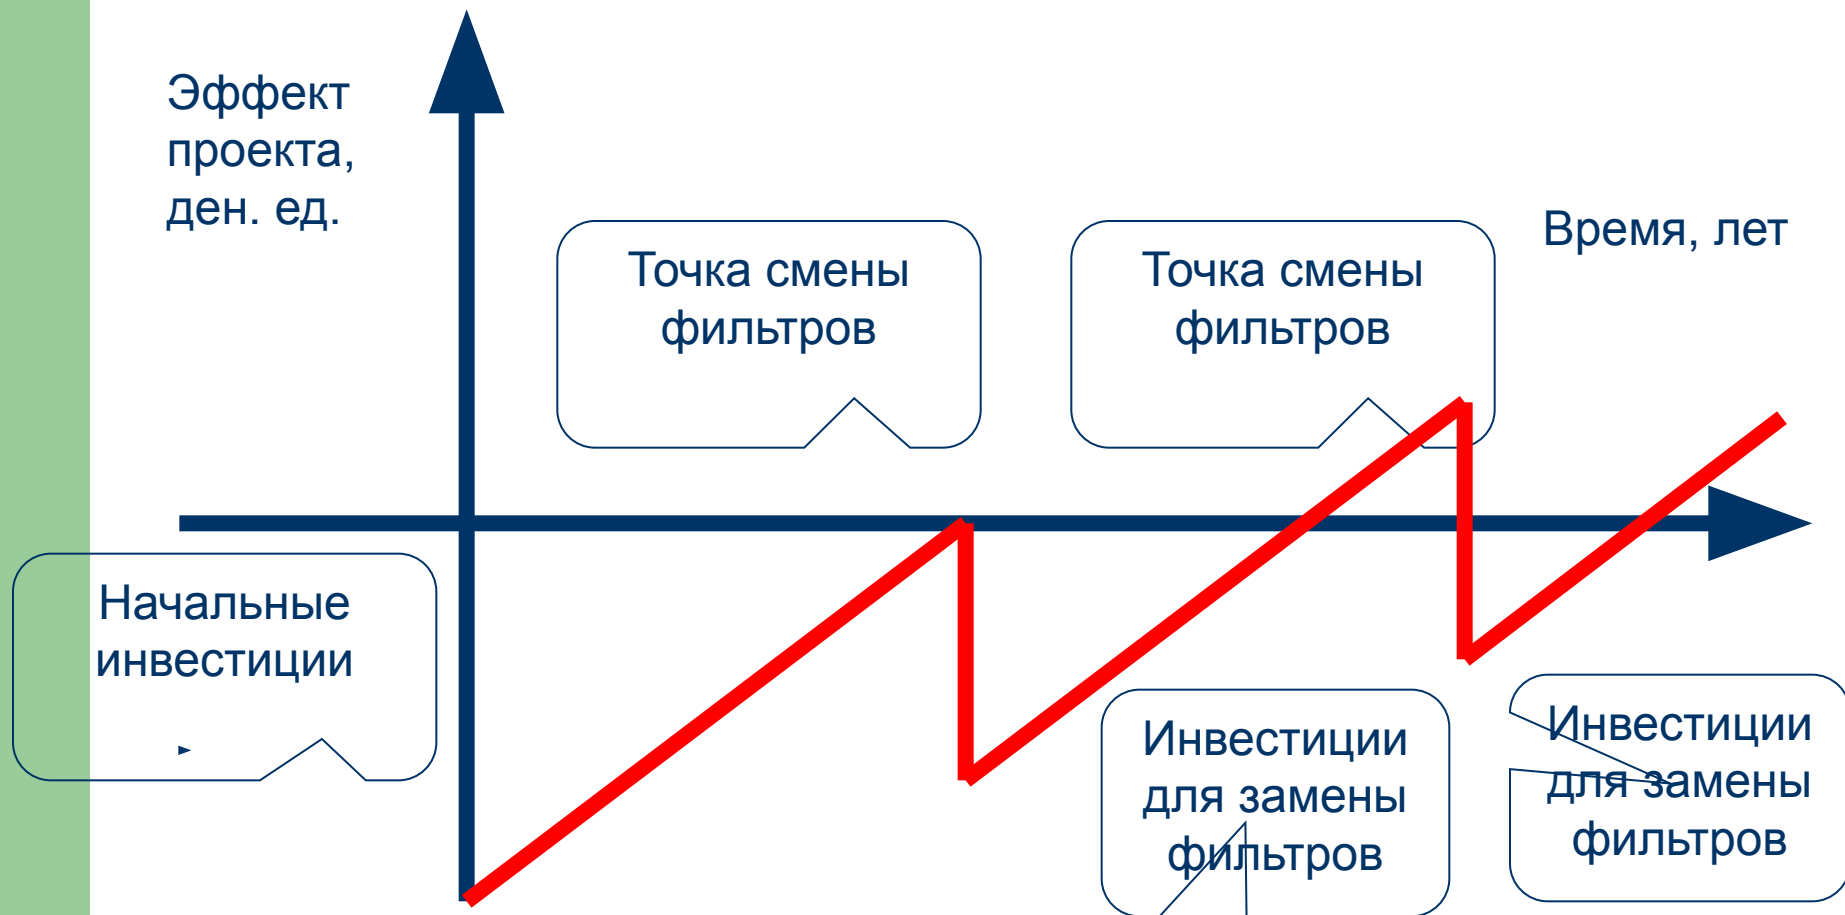 Эффект
проекта,
ден. ед.
Точка смены
фильтров
Точка смены
фильтров
Время, лет
Начальные
инвестиции
Инвестиции
для замены
фильтров
Инвестиции
для замены
фильтров